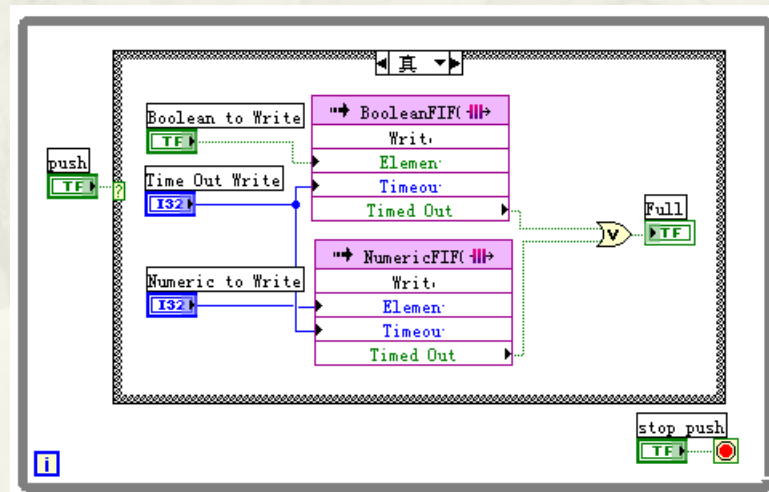 真
Boolean to Write
TF
BooleanFIF(
Writ
Elemen
Timeou
Timed Out
push
TF
?
Time Out Write
I32
Full
TF
V
NumericFIF(
Writ
Elemen
Timeou
Timed Out
Numeric to Write
I32
stop push
TF
i